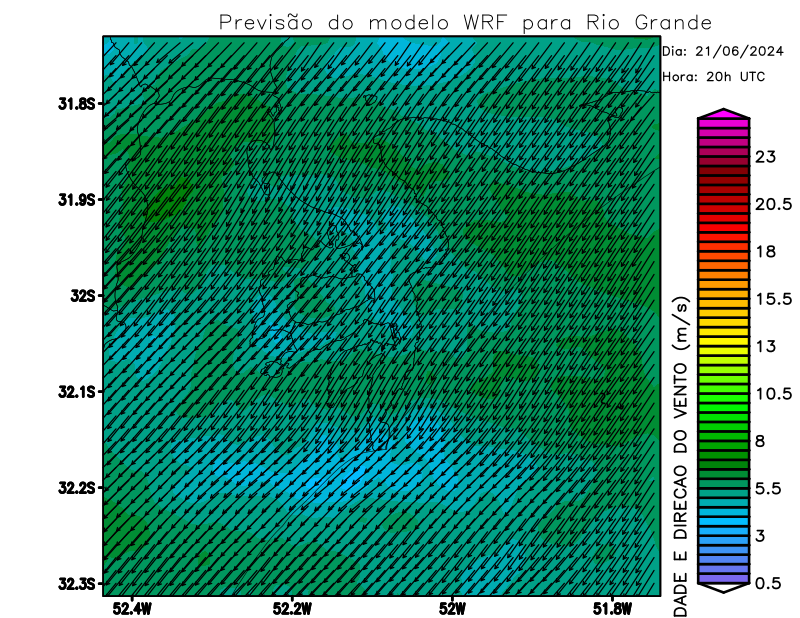 Previsão do modelo WRF para Rio Grande
Dia: 21/06/2024
Hora: 20h UTC
31.8S
31.9S
32S
32.1S
32.2S
32.3S
52.4W
52.2W
52W
51.8W
23
20.5
18
15.5
13
10.5
8
5.5
3
0.5
DADE E DIRECAO DO VENTO (m/s)